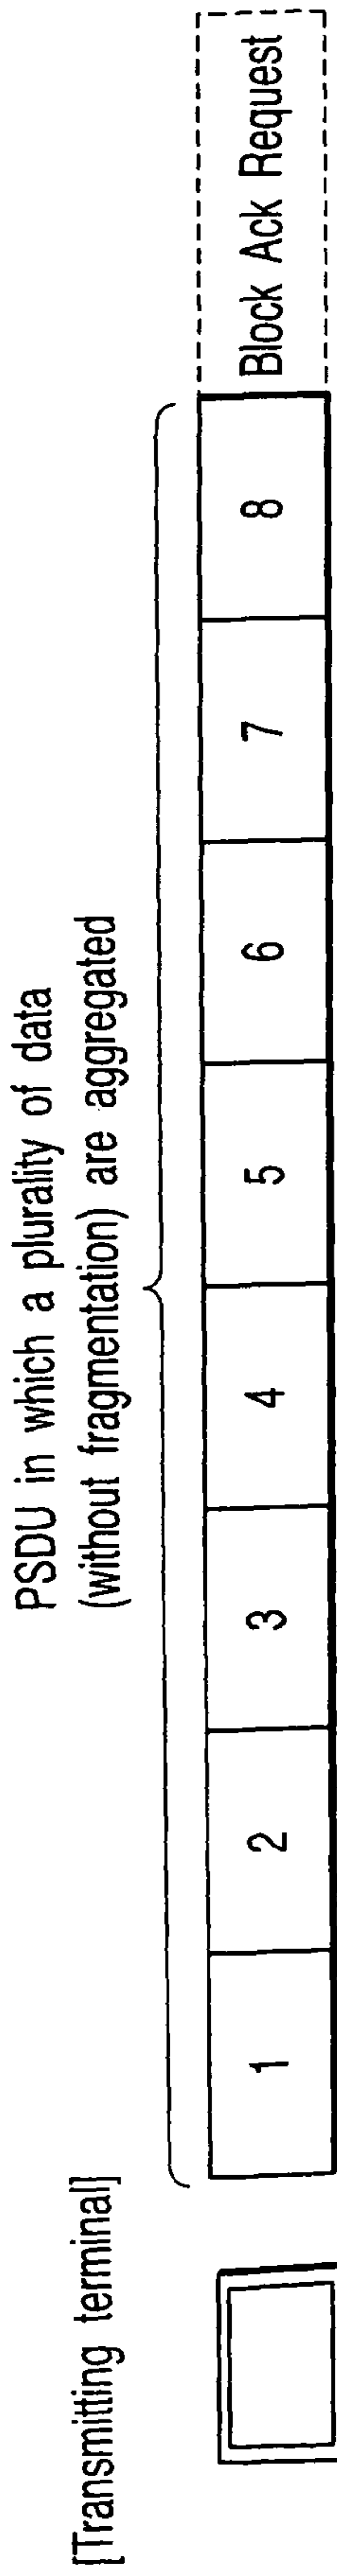 [Transmitting terminal]
PSDU in which a plurality of data
(without fragmentation) are aggregated
1 2 3 4 5 6 7 8 Block Ack Request